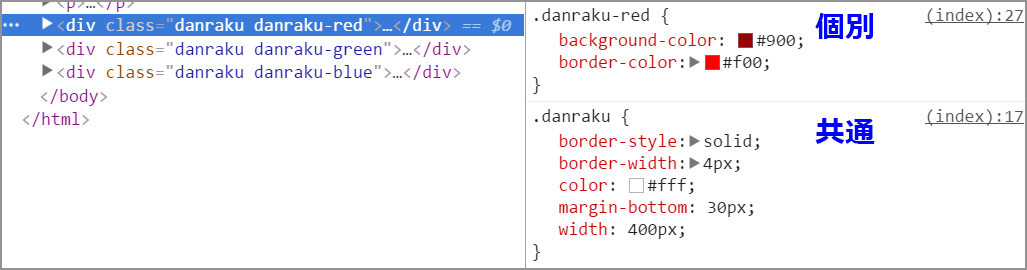 <p>…</p>
<div class="danraku danraku-red">…</div> == $0
<div class="danraku danraku-green">…</div>
<div class="danraku danraku-blue">…</div>
</body>
</html>
.danraku-red { 個別 (index):27
background-color: #900;
border-color: #f00;
}
.danraku { 共通 (index):17
border-style: solid;
border-width: 4px;
color: #fff;
margin-bottom: 30px;
width: 400px;
}